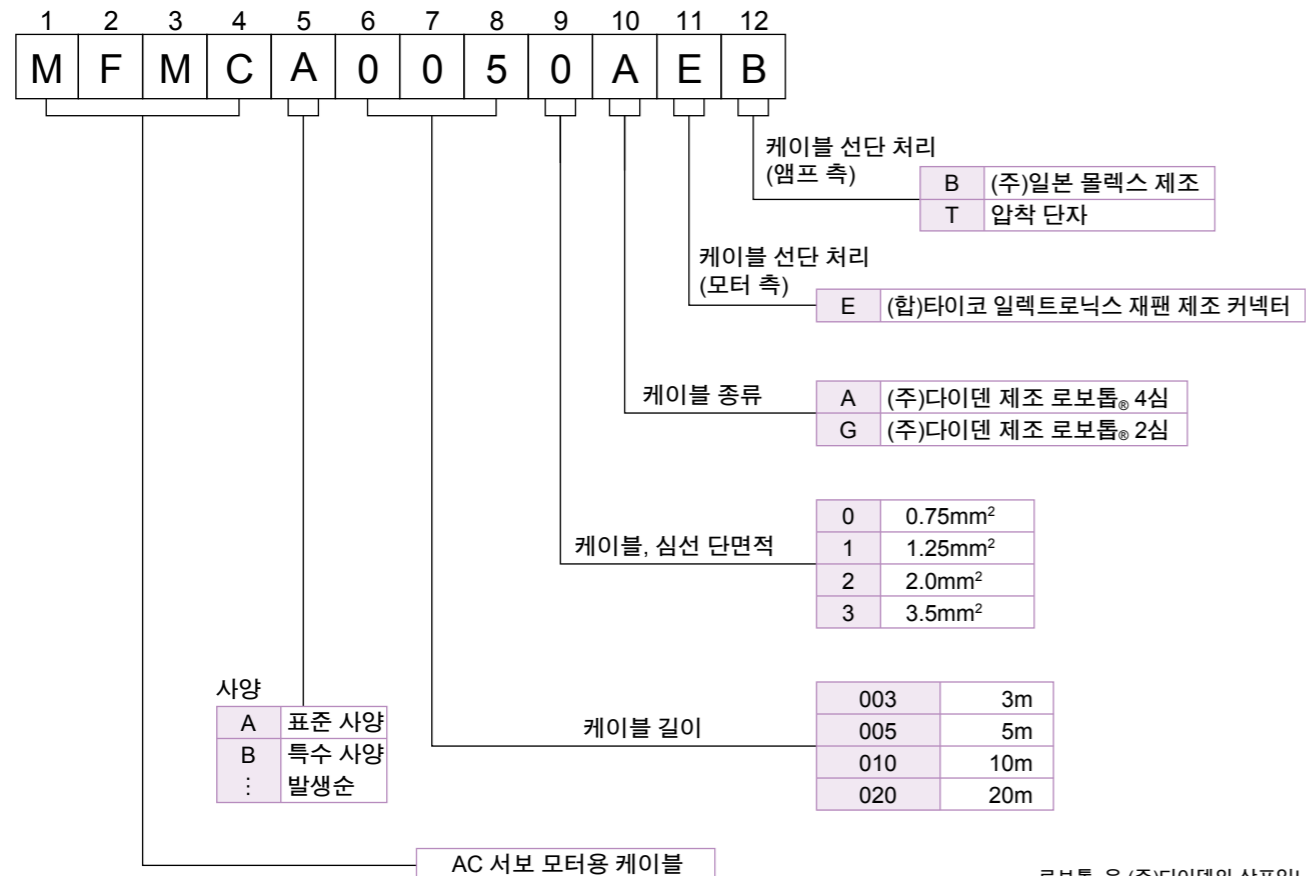 1 2 3 4 5 6 7 8 9 10 11 12
M F M C A 0 0 5 0 A E B
케이블 선단 처리
(앰프 측)
B (주)일본 몰렉스 제조
T 압착 단자
케이블 선단 처리
(모터 측)
E (합)타이코 일렉트로닉스 재팬 제조 커넥터
케이블 종류
A (주)다이덴 제조 로보톱® 4심
G (주)다이덴 제조 로보톱® 2심
케이블, 심선 단면적
0 0.75mm²
1 1.25mm²
2 2.0mm²
3 3.5mm²
사양
A 표준 사양
B 특수 사양
⋮ 발생순
케이블 길이
003 3m
005 5m
010 10m
020 20m
AC 서보 모터용 케이블